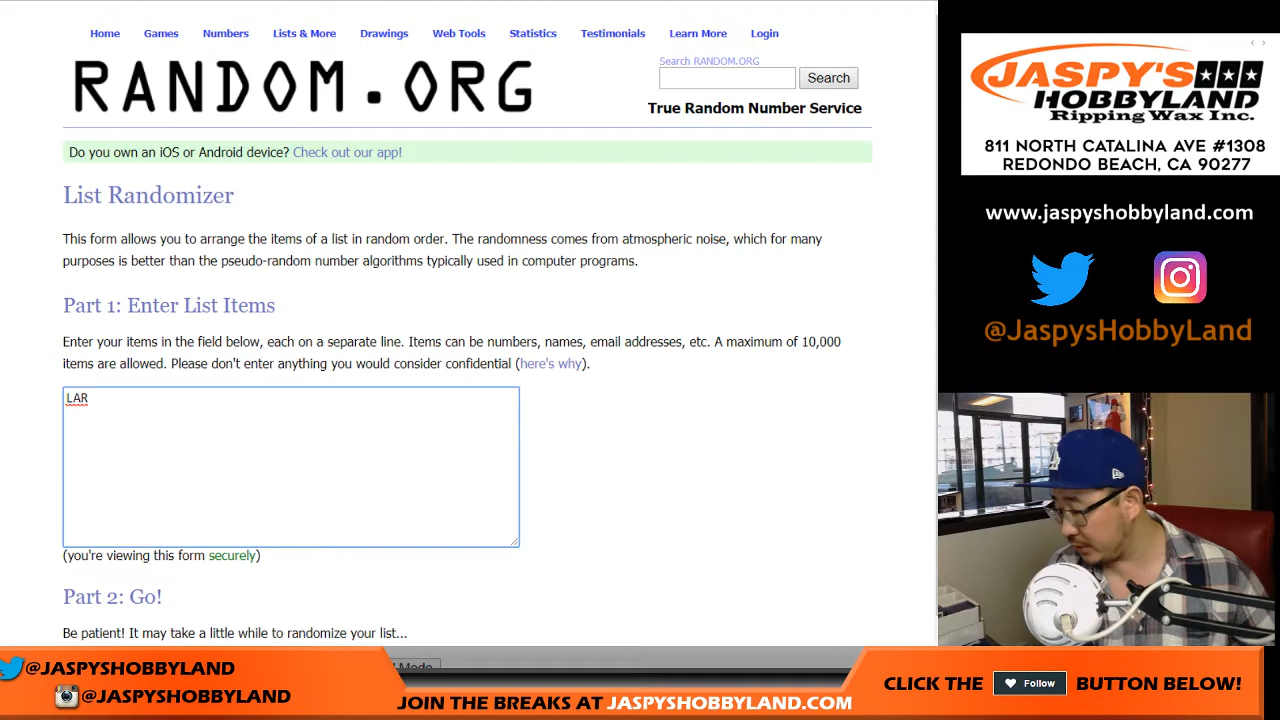 Home Games Numbers Lists & More Drawings Web Tools Statistics Testimonials Learn More Login
RANDOM.ORG
Search RANDOM.ORG
Search
True Random Number Service
Do you own an iOS or Android device? Check out our app!
List Randomizer
This form allows you to arrange the items of a list in random order. The randomness comes from atmospheric noise, which for many
purposes is better than the pseudo-random number algorithms typically used in computer programs.
Part 1: Enter List Items
Enter your items in the field below, each on a separate line. Items can be numbers, names, email addresses, etc. A maximum of 10,000
items are allowed. Please don't enter anything you would consider confidential (here's why).
LAR
(you're viewing this form securely)
Part 2: Go!
Be patient! It may take a little while to randomize your list...
JASPY'S
HOBBYLAND
Ripping Wax Inc.
811 NORTH CATALINA AVE #1308
REDONDO BEACH, CA 90277
www.jaspyshobbyland.com
@JaspysHobbyLand
@JASPYSHOBBYLAND
@JASPYSHOBBYLAND
JOIN THE BREAKS AT JASPYSHOBBYLAND.COM
CLICK THE Follow BUTTON BELOW!